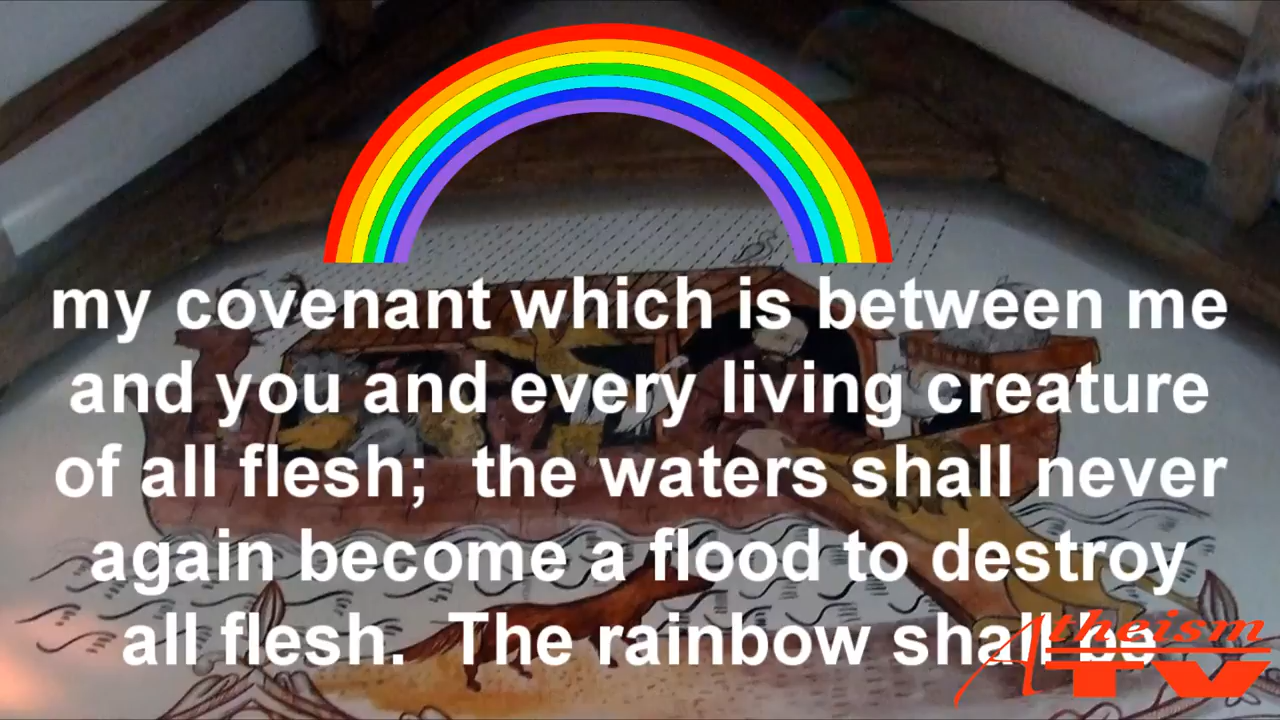 my covenant which is between me
and you and every living creature
of all flesh;  the waters shall never
again become a flood to destroy
all flesh.  The rainbow shall be
Atheism
TV